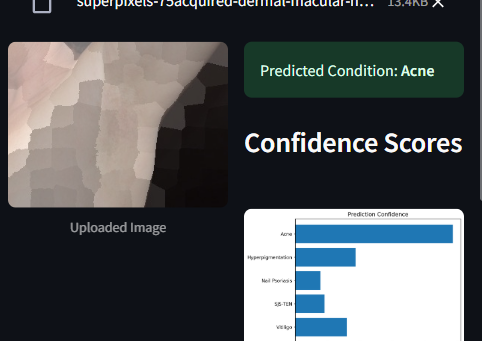 superpixels-75acquired-dermal-macular-h... 13.4KB
Predicted Condition: Acne
Confidence Scores
Uploaded Image
Prediction Confidence
Acne
Hyperpigmentation
Nail Psoriasis
SJS-TEN
Vitiligo